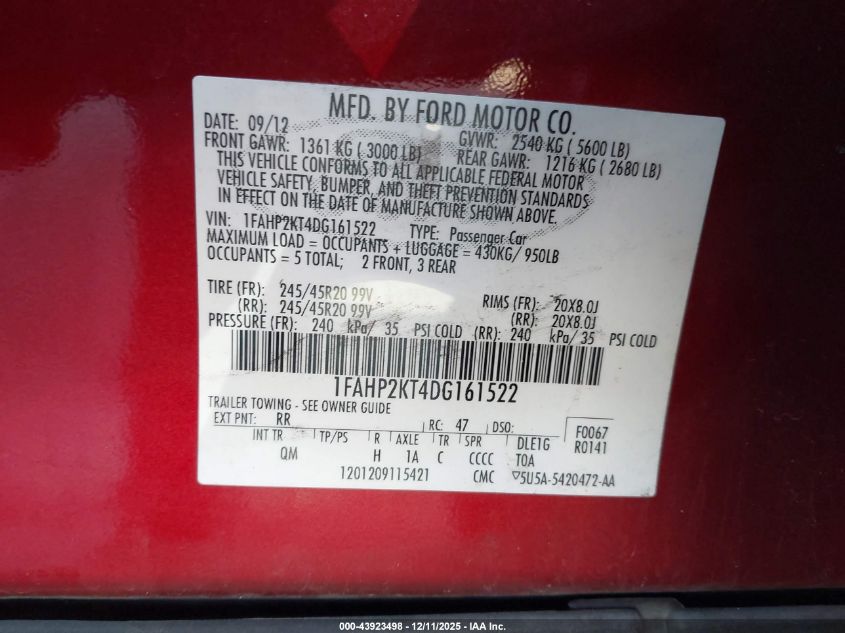 MFD. BY FORD MOTOR CO.
DATE: 09/12 GVWR: 2540 KG ( 5600 LB)
FRONT GAWR: 1361 KG ( 3000 LB) REAR GAWR: 1216 KG ( 2680 LB)
THIS VEHICLE CONFORMS TO ALL APPLICABLE FEDERAL MOTOR
VEHICLE SAFETY, BUMPER, AND THEFT PREVENTION STANDARDS
IN EFFECT ON THE DATE OF MANUFACTURE SHOWN ABOVE.
VIN: 1FAHP2KT4DG161522 TYPE: Passenger Car
MAXIMUM LOAD = OCCUPANTS + LUGGAGE = 430KG/ 950LB
OCCUPANTS = 5 TOTAL; 2 FRONT, 3 REAR
TIRE (FR): 245/45R20 99V RIMS (FR): 20X8.0J
(RR): 245/45R20 99V (RR): 20X8.0J
PRESSURE (FR): 240 kPa/ 35 PSI COLD (RR): 240 kPa/ 35 PSI COLD
1FAHP2KT4DG161522
TRAILER TOWING - SEE OWNER GUIDE
EXT PNT: RR RC: 47 DSO: F0067
INT TR TP/PS R AXLE TR SPR DLE1G R0141
QM H 1A C CCCC TOA
1201209115421 CMC ▽5U5A-5420472-AA
000-43923498 - 12/11/2025 - IAA Inc.